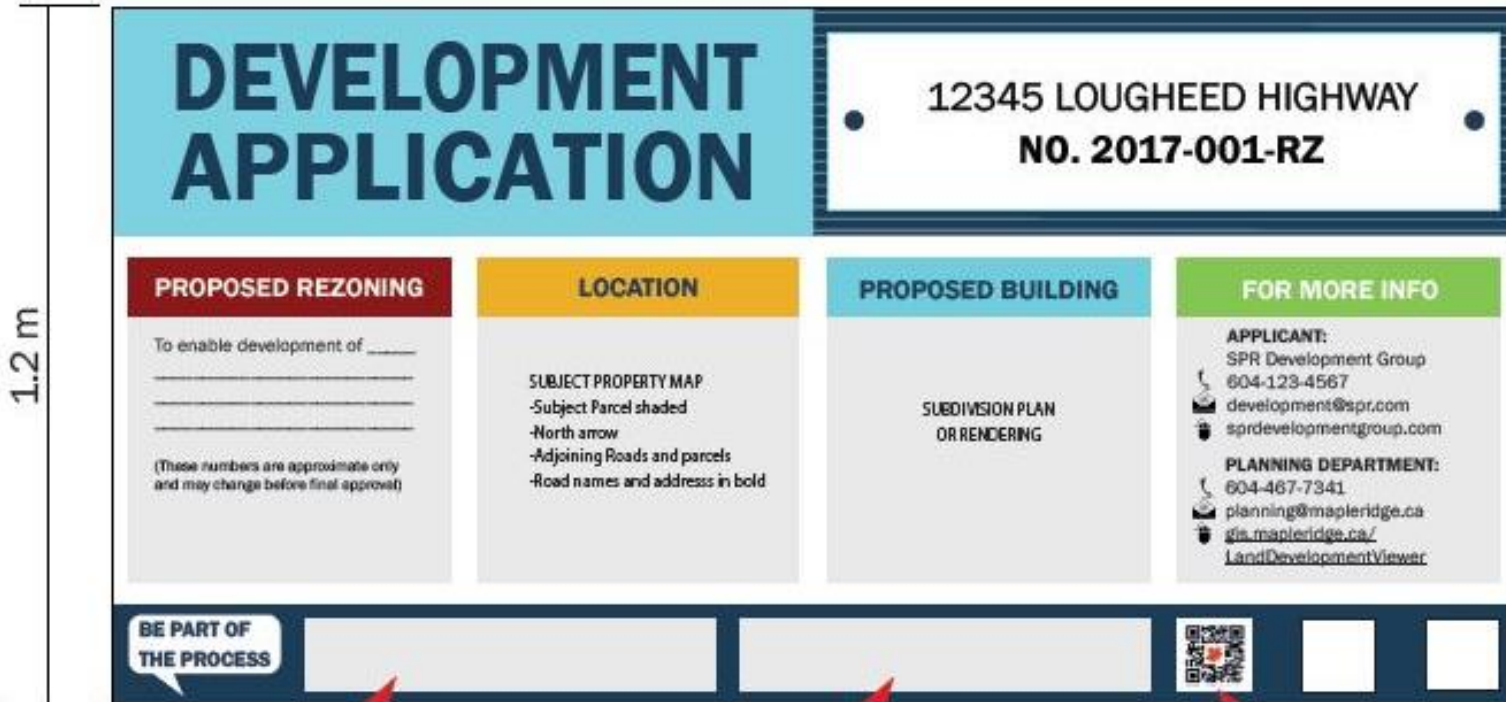 1.2 m
DEVELOPMENT
APPLICATION
12345 LOUGHEED HIGHWAY
NO. 2017-001-RZ
PROPOSED REZONING
To enable development of _____
(These numbers are approximate only
and may change before final approval)
LOCATION
SUBJECT PROPERTY MAP
-Subject Parcel shaded
-North arrow
-Adjoining Roads and parcels
-Road names and addresss in bold
PROPOSED BUILDING
SUBDIVISION PLAN
OR RENDERING
FOR MORE INFO
APPLICANT:
SPR Development Group
604-123-4567
development@spr.com
sprdevelopmentgroup.com
PLANNING DEPARTMENT:
604-467-7341
planning@mapleridge.ca
gis.mapleridge.ca/
LandDevelopmentViewer
BE PART OF
THE PROCESS